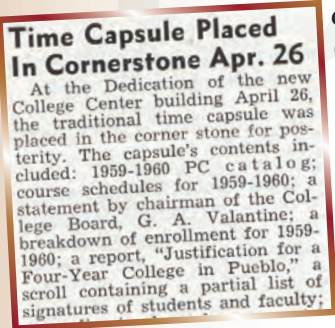 Time Capsule Placed
In Cornerstone Apr. 26
At the Dedication of the new
College Center building April 26,
the traditional time capsule was
placed in the corner stone for pos-
terity. The capsule's contents in-
cluded: 1959-1960 PC catalog;
course schedules for 1959-1960; a
statement by chairman of the Col-
lege Board, G. A. Valantine; a
breakdown of enrollment for 1959-
1960; a report, "Justification for a
Four-Year College in Pueblo," a
scroll containing a partial list of
signatures of students and faculty;